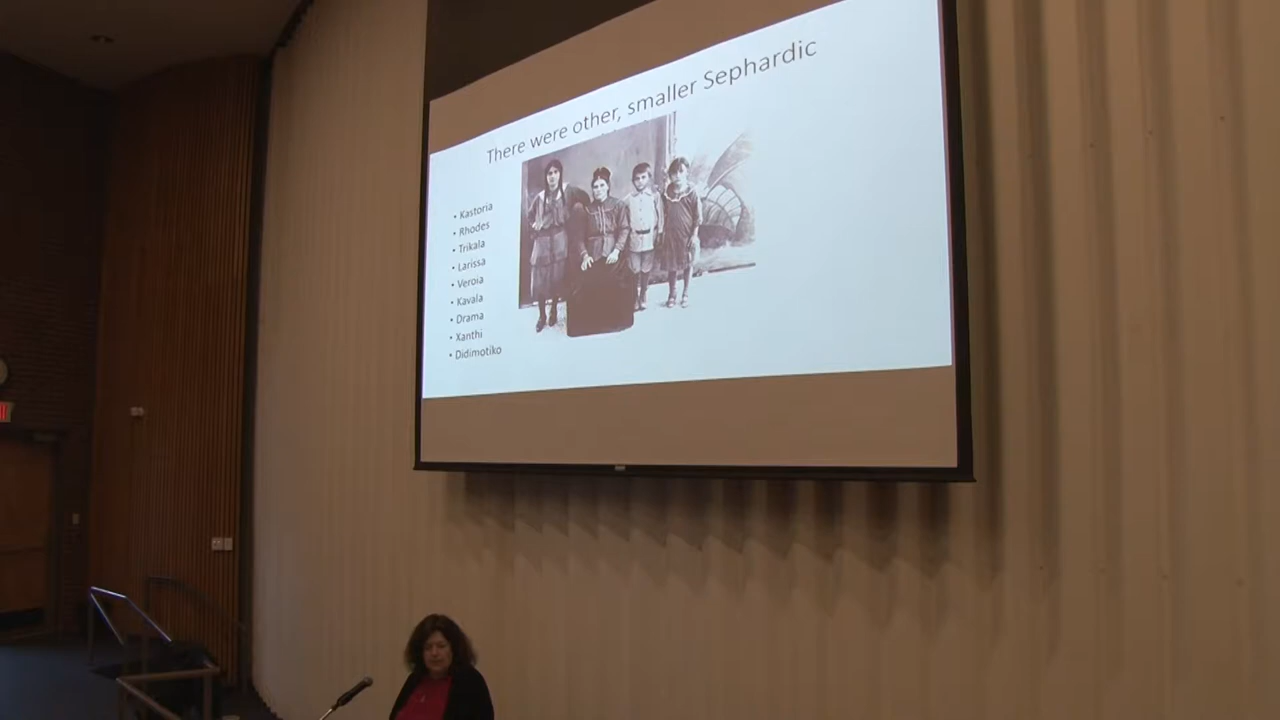 There were other, smaller Sephardic
• Kastoria
• Rhodes
• Trikala
• Larissa
• Veroia
• Kavala
• Drama
• Xanthi
• Didimotiko